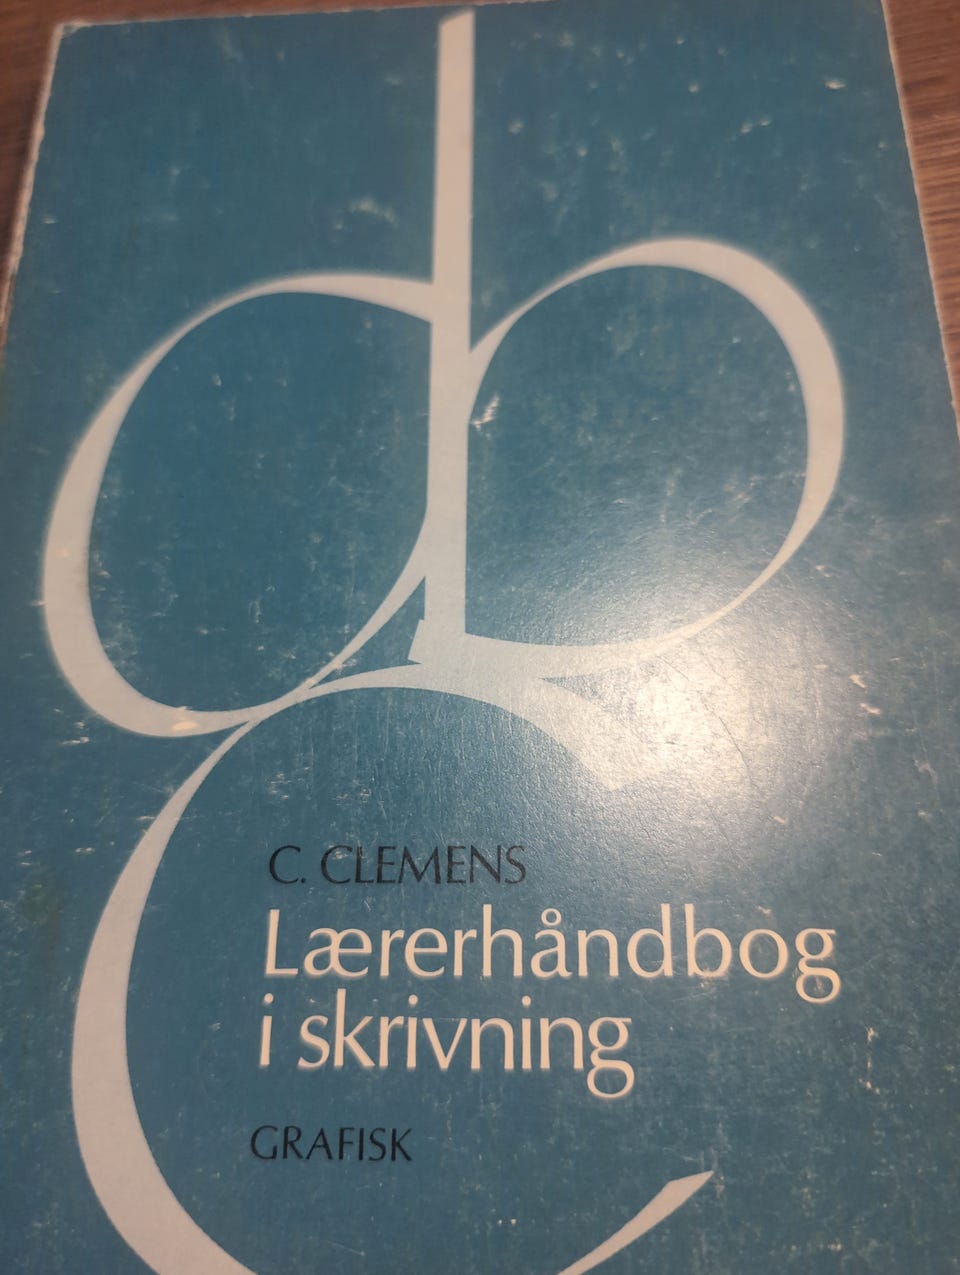 C. CLEMENS
Lærerhåndbog
i skrivning
GRAFISK